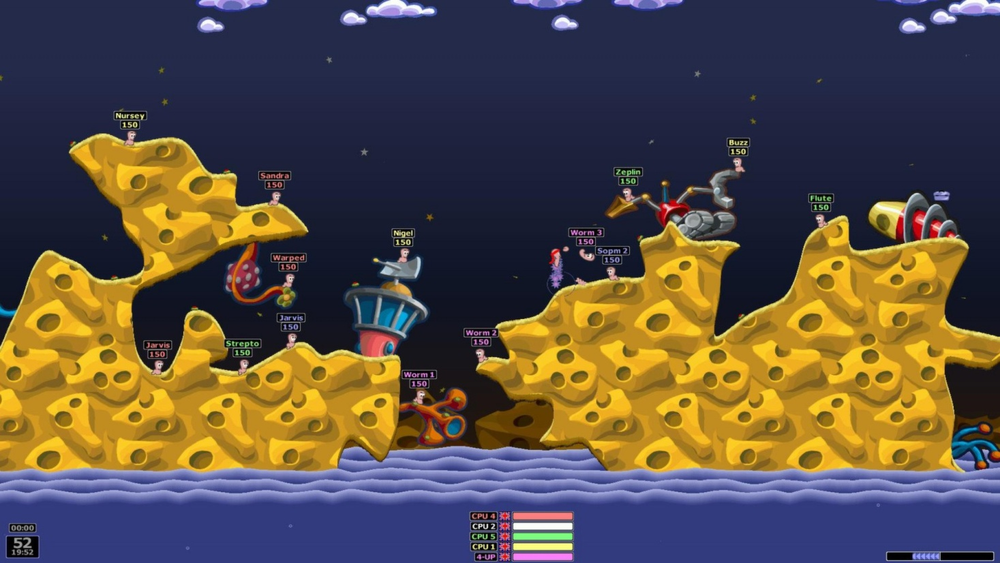 Nursey
150
Sandra
150
Buzz
150
Zeplin
150
Flute
150
Nigel
150
Worm 3
150
Sopm 2
150
Warped
150
Jarvis
150
Worm 2
150
Jarvis
150
Strepto
150
Worm 1
150
CPU 4
CPU 2
CPU 5
CPU 1
4-UP
00:00
52
19:52